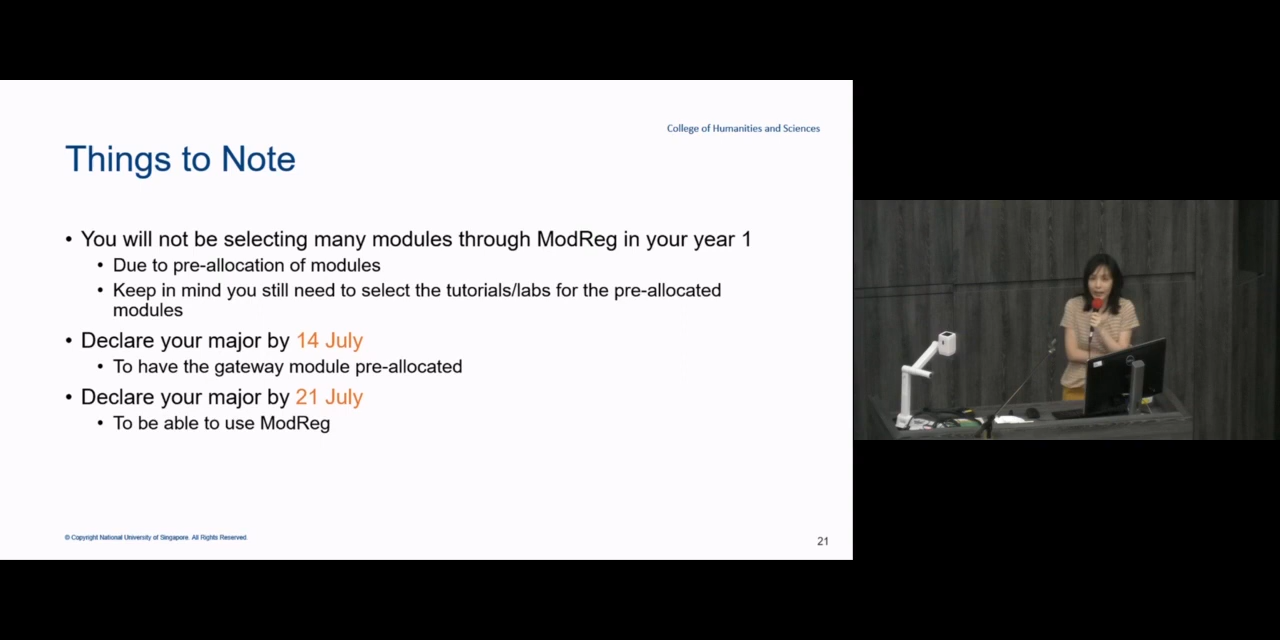 College of Humanities and Sciences
Things to Note
• You will not be selecting many modules through ModReg in your year 1
• Due to pre-allocation of modules
• Keep in mind you still need to select the tutorials/labs for the pre-allocated
modules
• Declare your major by 14 July
• To have the gateway module pre-allocated
• Declare your major by 21 July
• To be able to use ModReg
© Copyright National University of Singapore. All Rights Reserved.
21